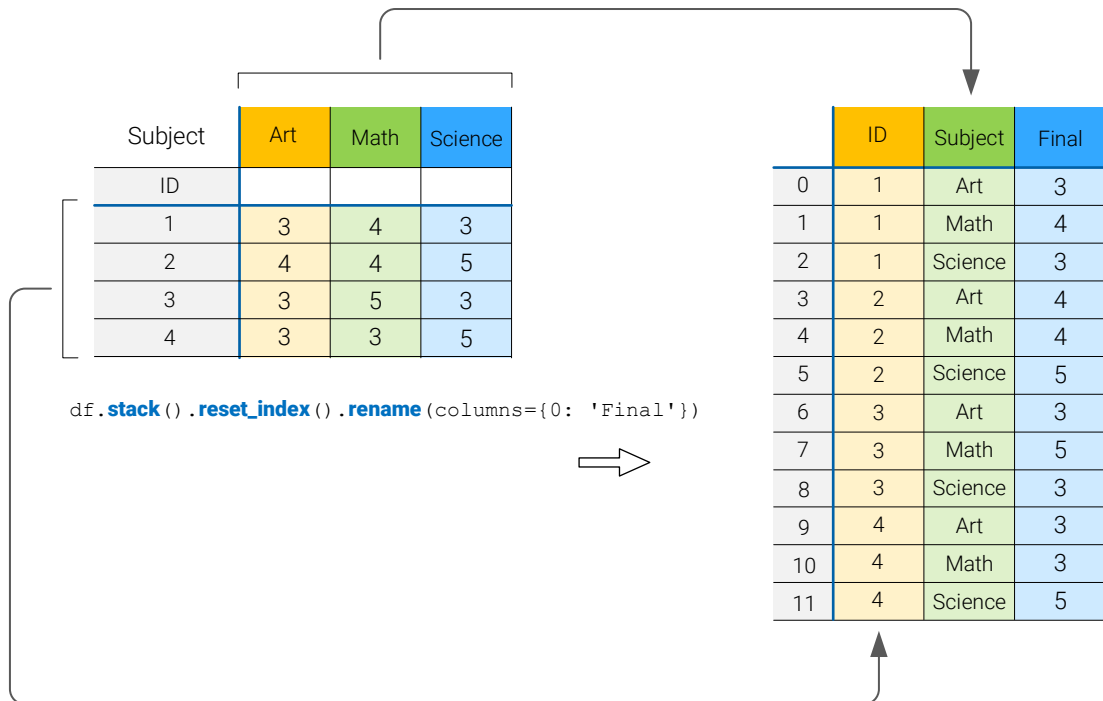 Subject Art Math Science
ID
1 3 4 3
2 4 4 5
3 3 5 3
4 3 3 5
df.stack().reset_index().rename(columns={0: 'Final'})
ID Subject Final
0 1 Art 3
1 1 Math 4
2 1 Science 3
3 2 Art 4
4 2 Math 4
5 2 Science 5
6 3 Art 3
7 3 Math 5
8 3 Science 3
9 4 Art 3
10 4 Math 3
11 4 Science 5